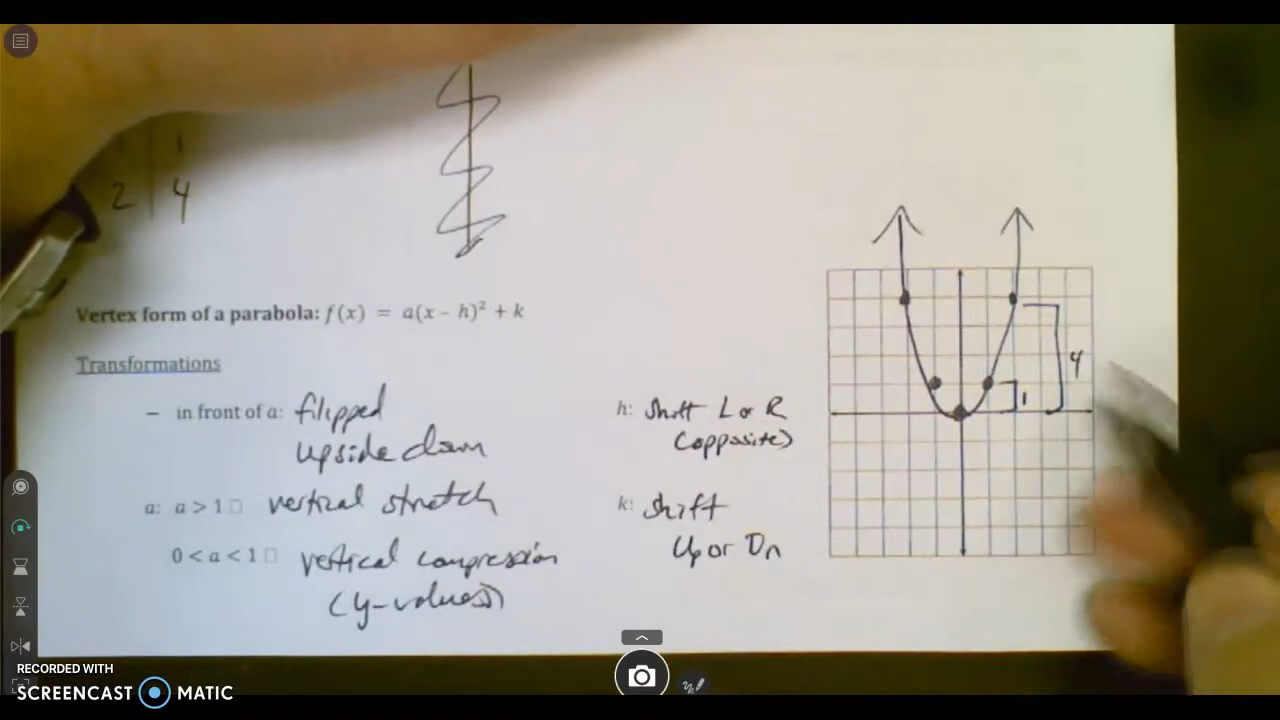 2 4
Vertex form of a parabola: f(x) = a(x - h)² + k
Transformations
– in front of a: flipped
upside down
h: Shift L or R
(opposite)
4
1
a: a > 1 vertical stretch
k: Shift
Up or Dn
0 < a < 1 vertical compression
(y-values)
RECORDED WITH
SCREENCAST MATIC